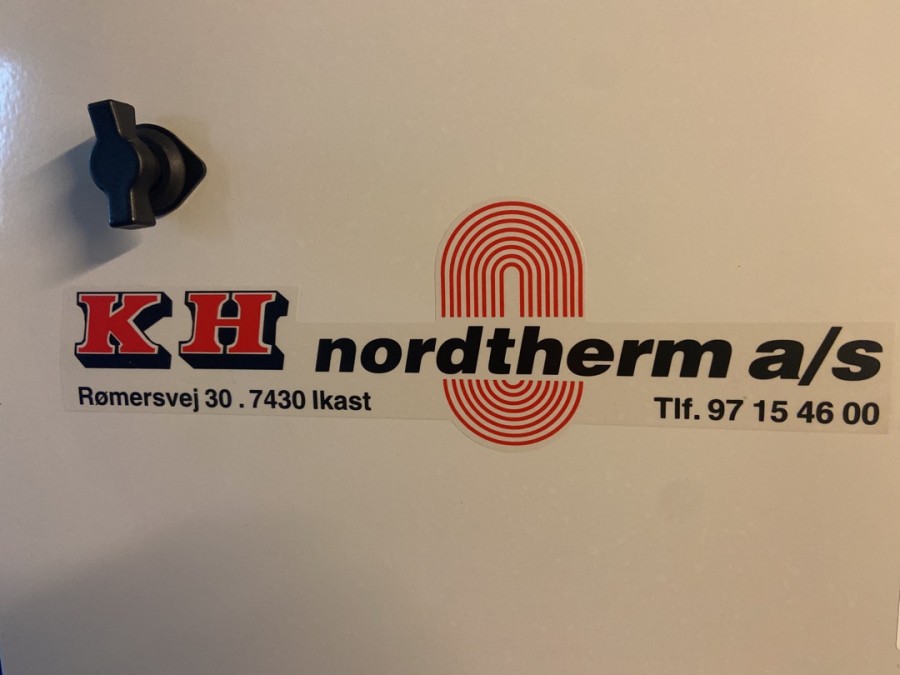 KH nordtherm a/s
Rømersvej 30 . 7430 Ikast Tlf. 97 15 46 00